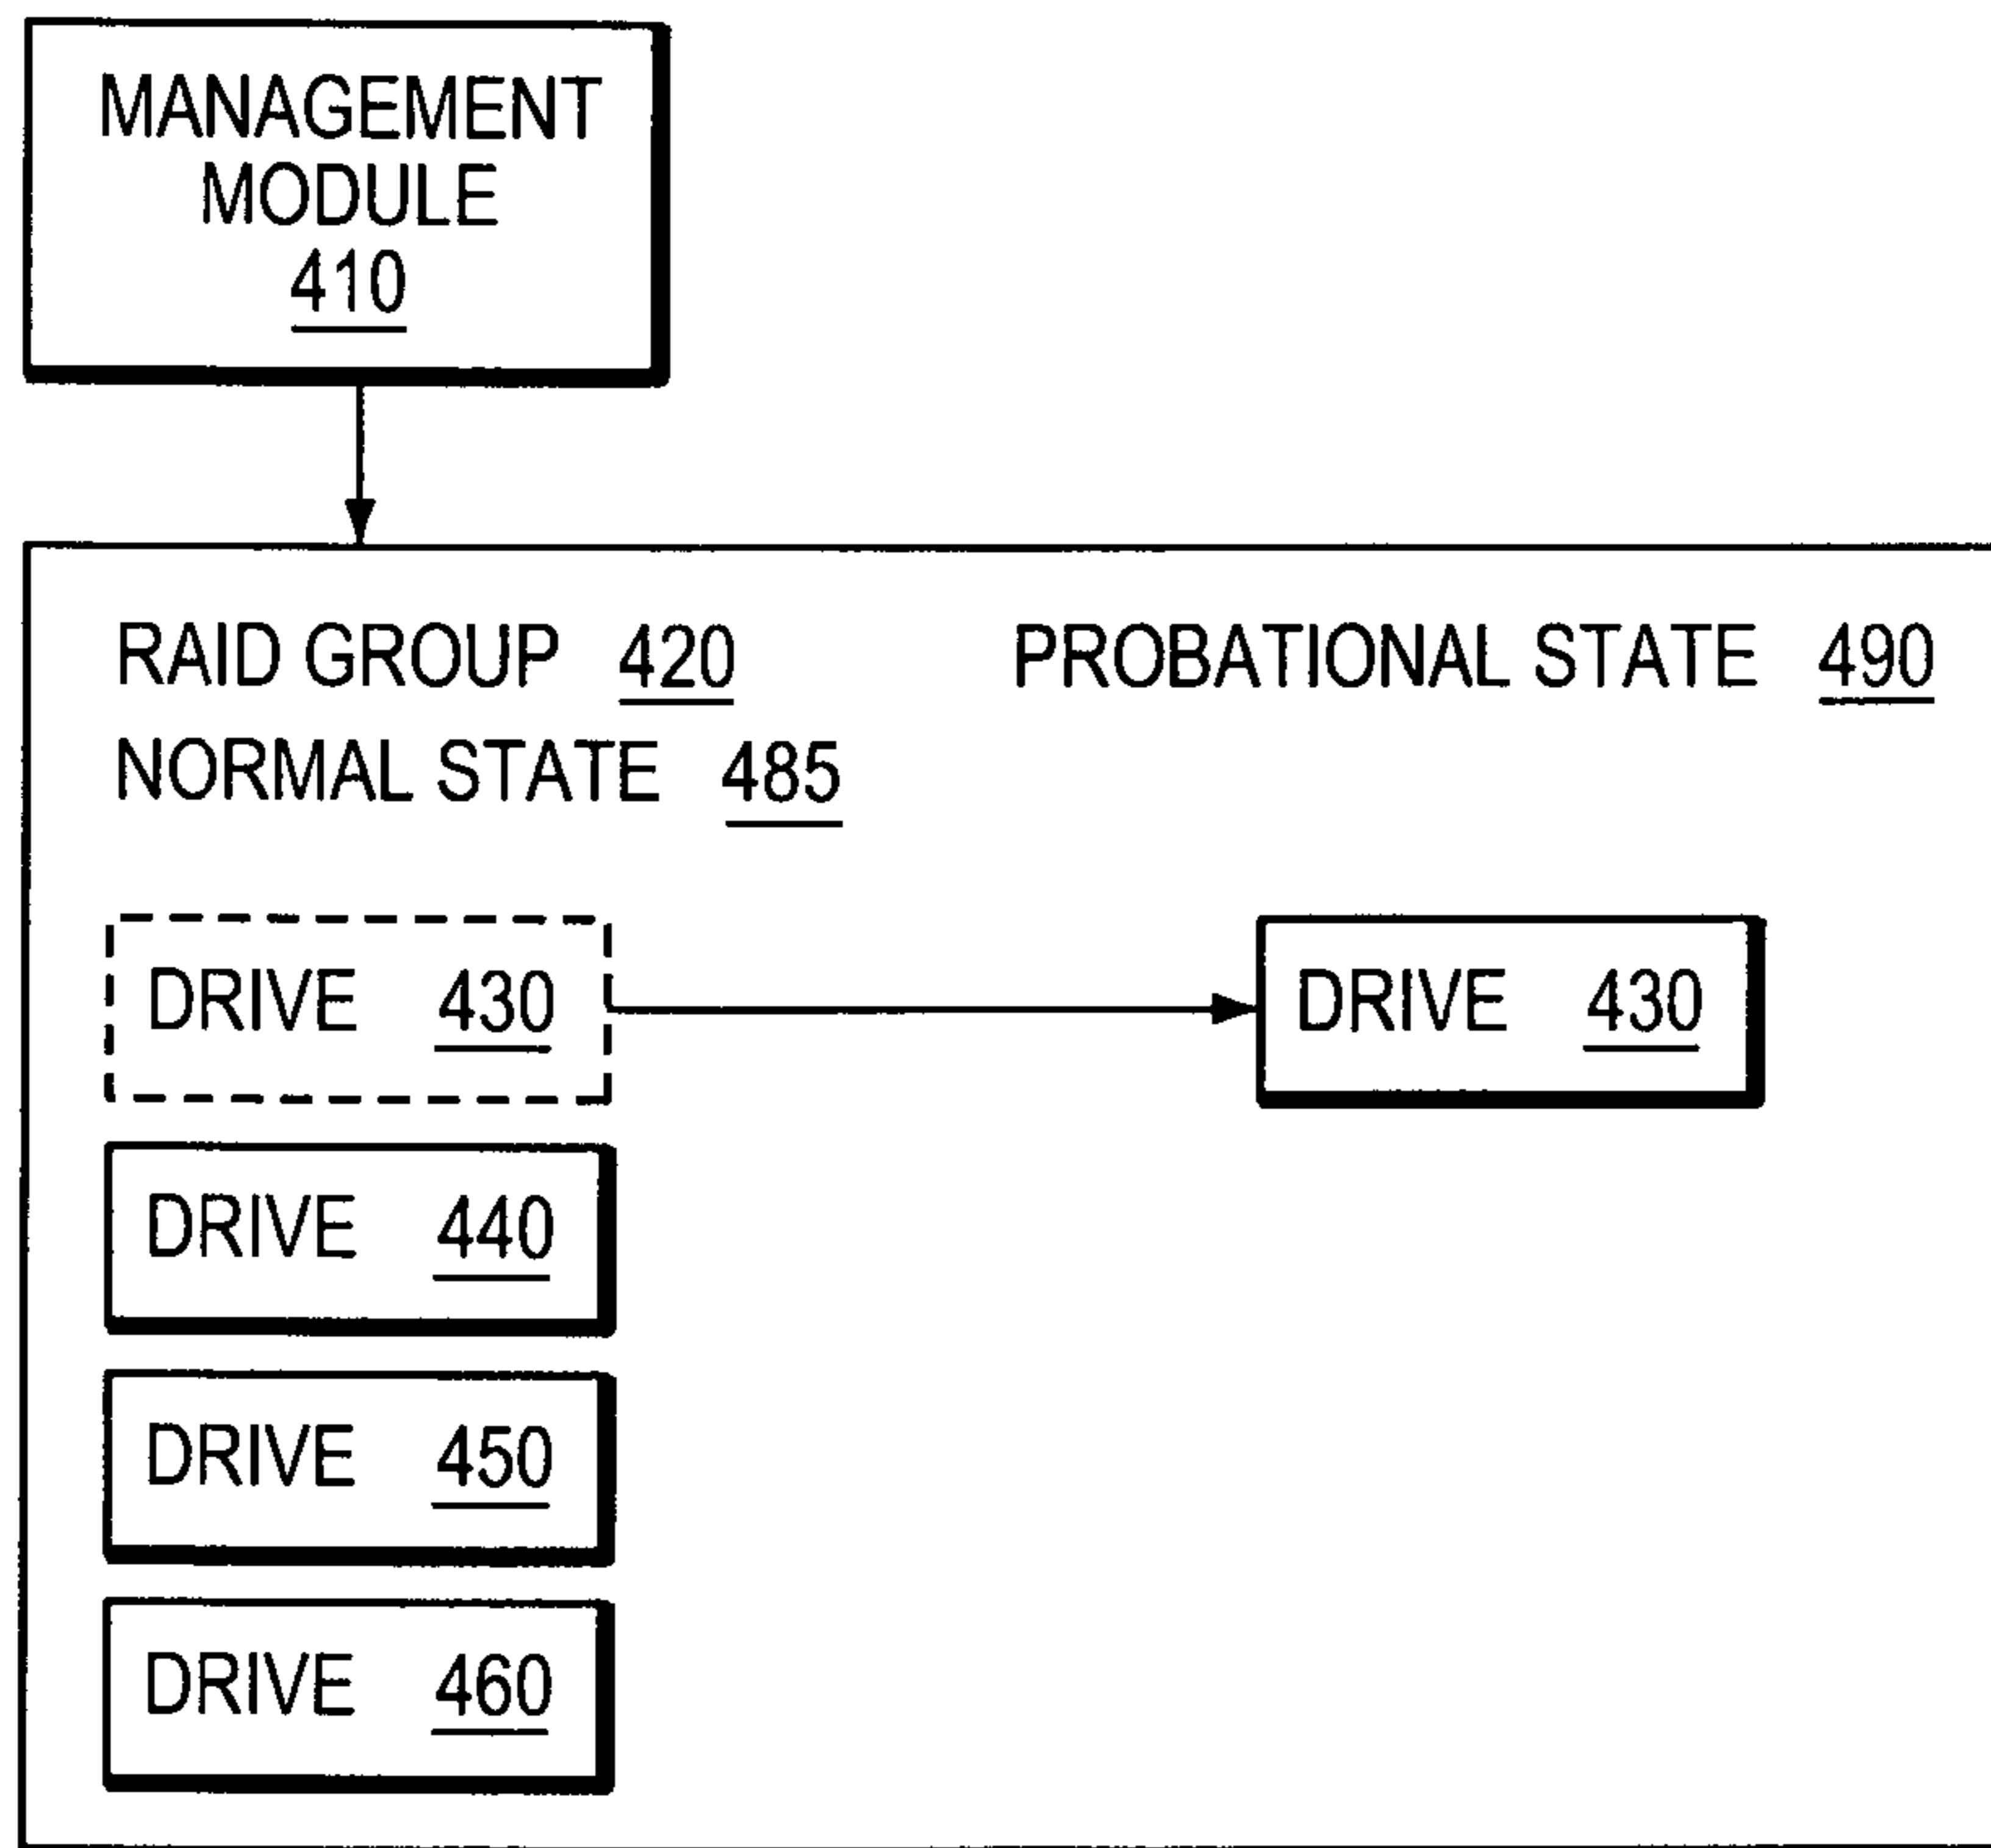 MANAGEMENT
MODULE
410
RAID GROUP 420
PROBATIONAL STATE 490
NORMAL STATE 485
DRIVE 430
DRIVE 430
DRIVE 440
DRIVE 450
DRIVE 460